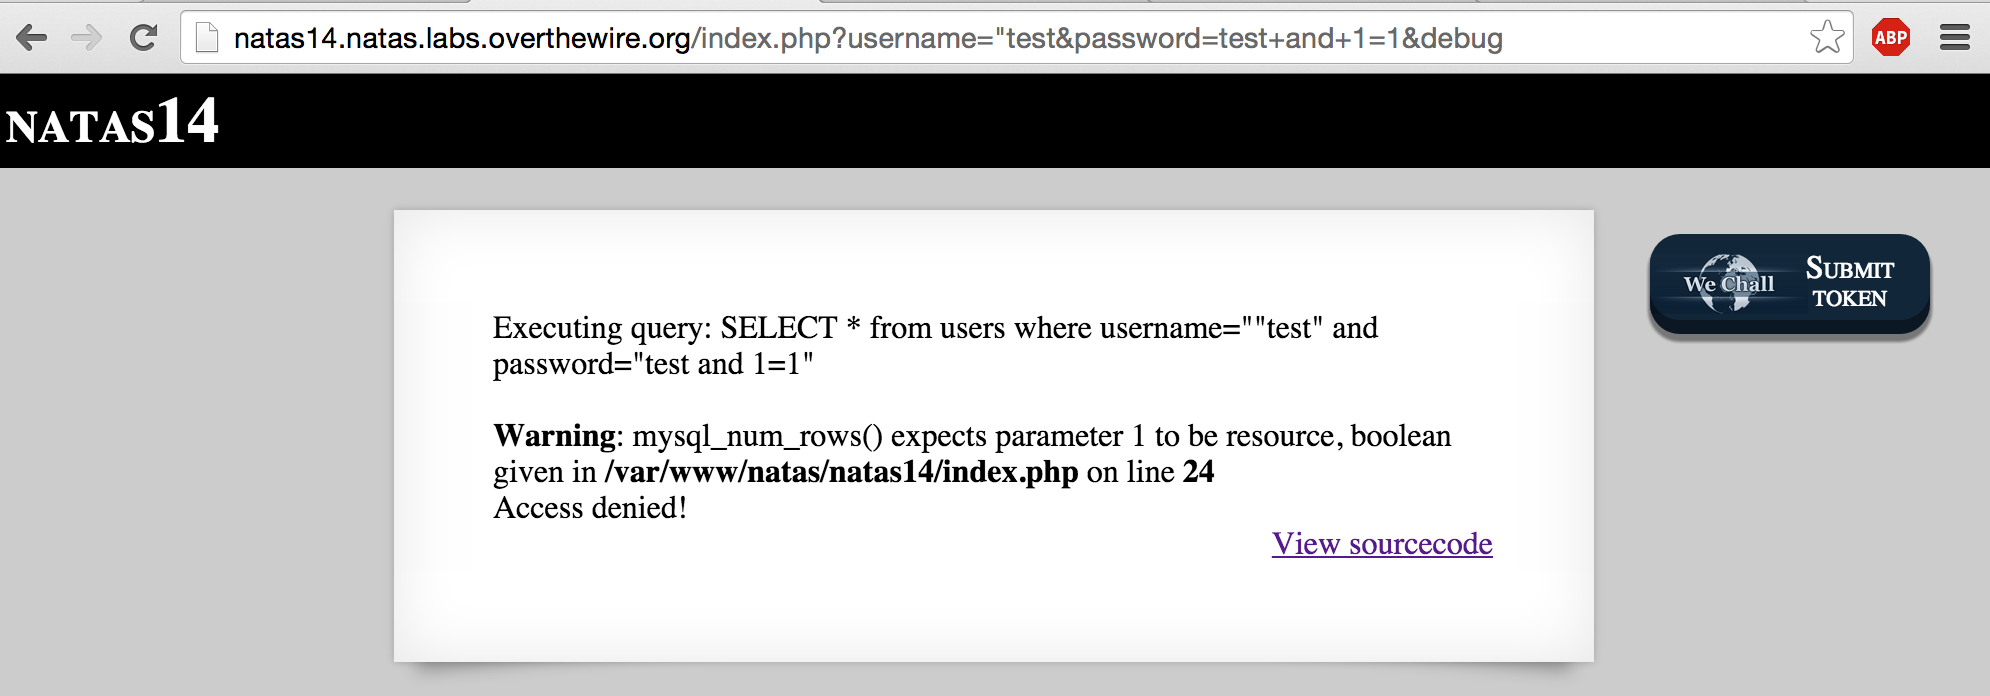 natas14.natas.labs.overthewire.org/index.php?username="test&password=test+and+1=1&debug
ABP
NATAS14
Executing query: SELECT * from users where username=""test" and
password="test and 1=1"
Warning: mysql_num_rows() expects parameter 1 to be resource, boolean
given in /var/www/natas/natas14/index.php on line 24
Access denied!
View sourcecode
We Chall
SUBMIT
TOKEN